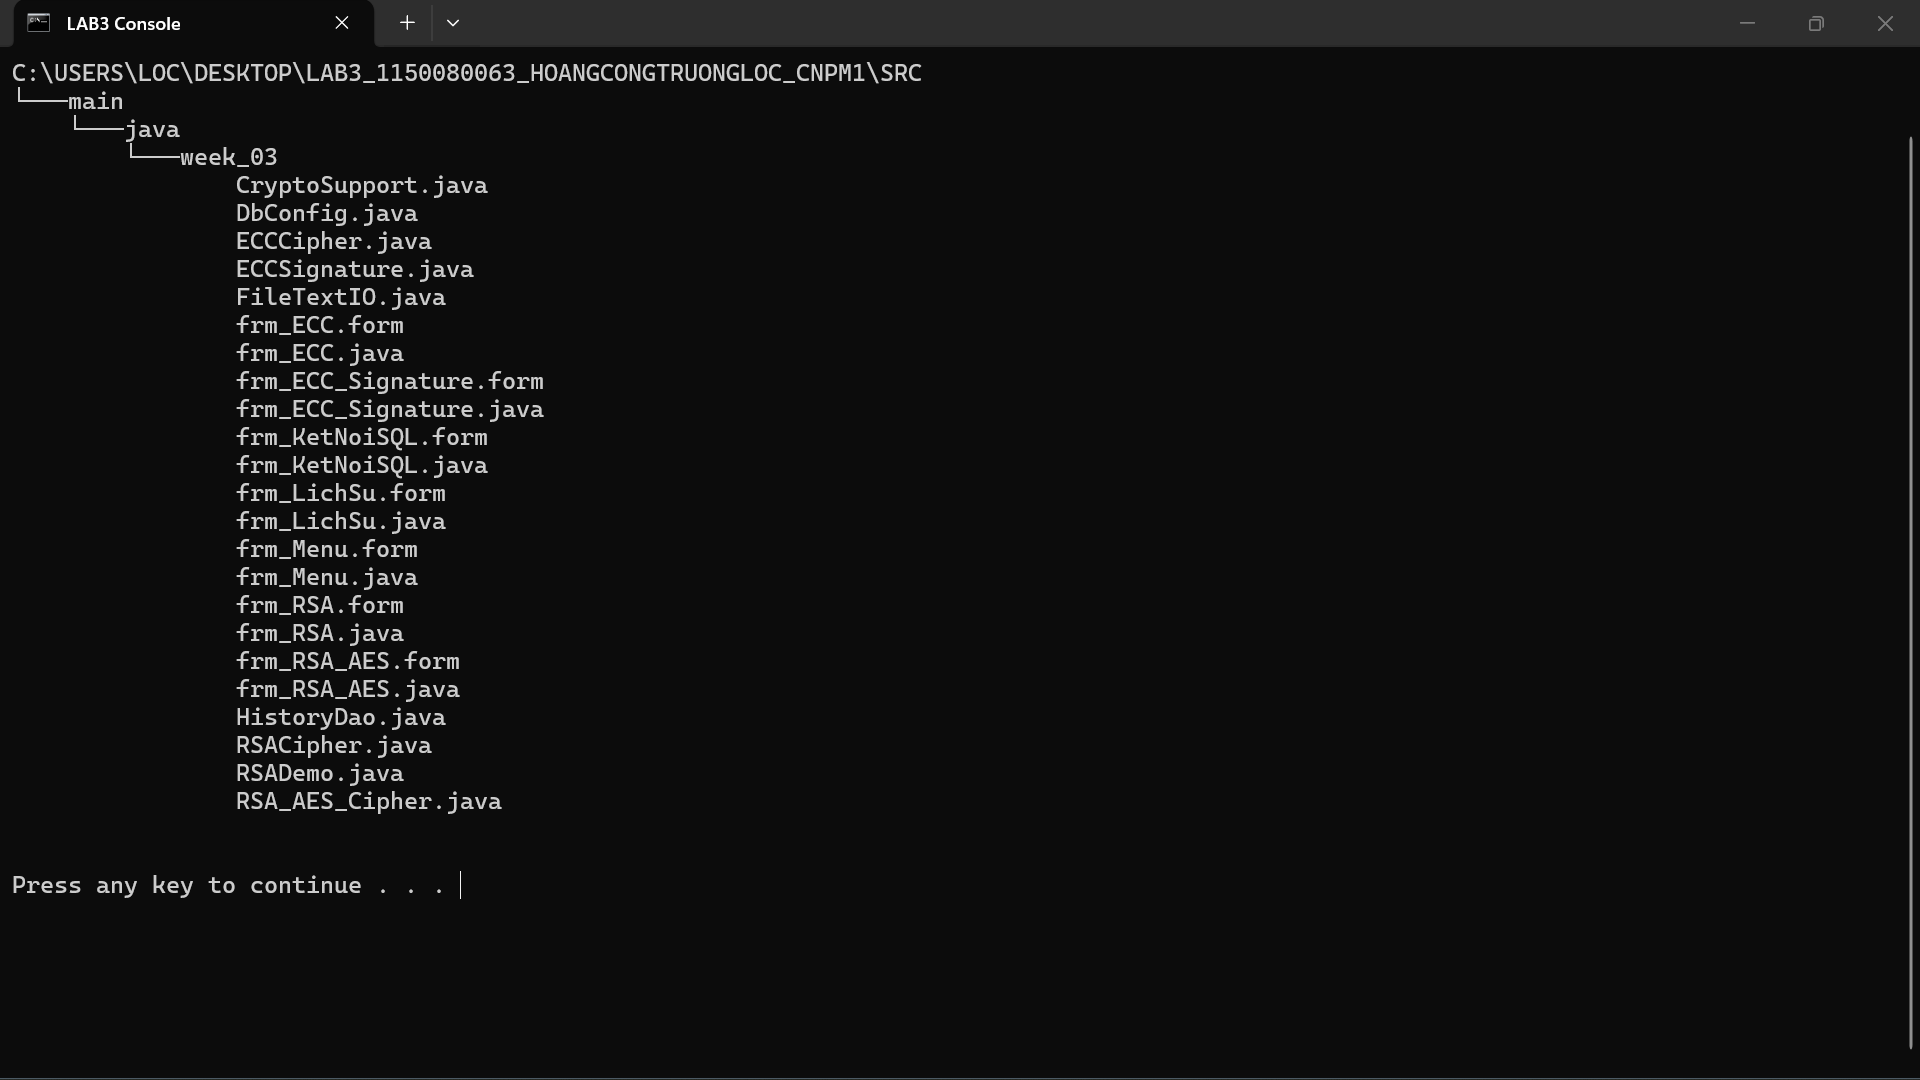 LAB3 Console
C:\USERS\LOC\DESKTOP\LAB3_1150080063_HOANGCONGTRUONGLOC_CNPM1\SRC
└───main
    └───java
        └───week_03
                CryptoSupport.java
                DbConfig.java
                ECCCipher.java
                ECCSignature.java
                FileTextIO.java
                frm_ECC.form
                frm_ECC.java
                frm_ECC_Signature.form
                frm_ECC_Signature.java
                frm_KetNoiSQL.form
                frm_KetNoiSQL.java
                frm_LichSu.form
                frm_LichSu.java
                frm_Menu.form
                frm_Menu.java
                frm_RSA.form
                frm_RSA.java
                frm_RSA_AES.form
                frm_RSA_AES.java
                HistoryDao.java
                RSACipher.java
                RSADemo.java
                RSA_AES_Cipher.java
Press any key to continue . . .